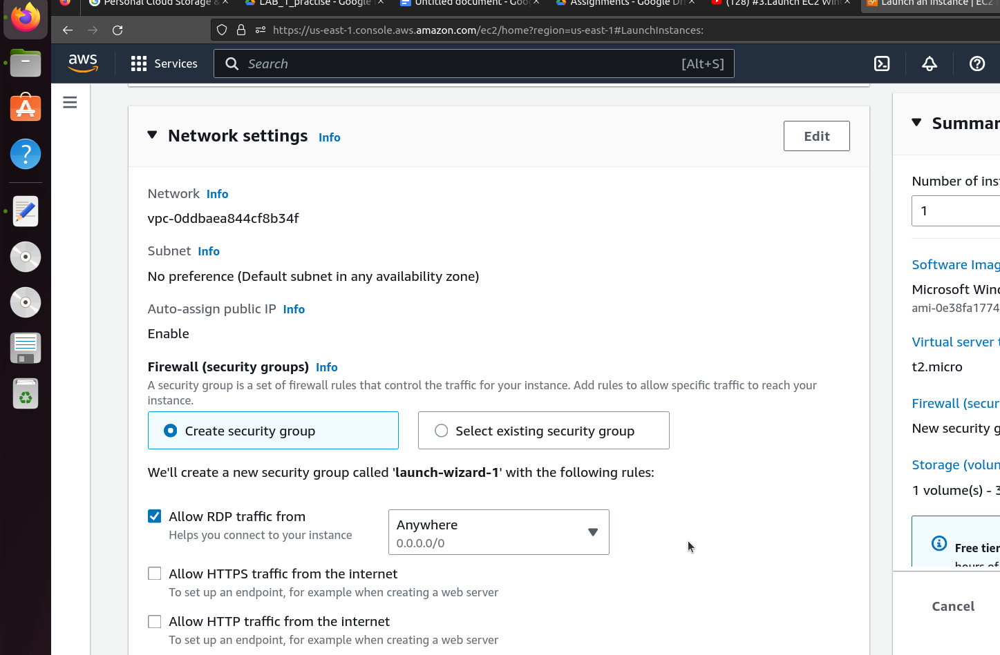 Personal Cloud Storage &
LAB_1_practise - Google
Untitled document - Goo
Assignments - Google Dri
(128) #3.Launch EC2 Win
Launch an instance | EC2
https://us-east-1.console.aws.amazon.com/ec2/home?region=us-east-1#LaunchInstances:
aws
Services
Search
[Alt+S]
Network settings Info
Edit
Network Info
vpc-0ddbaea844cf8b34f
Subnet Info
No preference (Default subnet in any availability zone)
Auto-assign public IP Info
Enable
Firewall (security groups) Info
A security group is a set of firewall rules that control the traffic for your instance. Add rules to allow specific traffic to reach your
instance.
Create security group
Select existing security group
We'll create a new security group called 'launch-wizard-1' with the following rules:
Allow RDP traffic from
Helps you connect to your instance
Anywhere
0.0.0.0/0
Allow HTTPS traffic from the internet
To set up an endpoint, for example when creating a web server
Allow HTTP traffic from the internet
To set up an endpoint, for example when creating a web server
Summar
Number of ins
1
Software Imag
Microsoft Wind
ami-0e38fa1774
Virtual server t
t2.micro
Firewall (secur
New security g
Storage (volum
1 volume(s) - 3
Free tier
hours of
Cancel